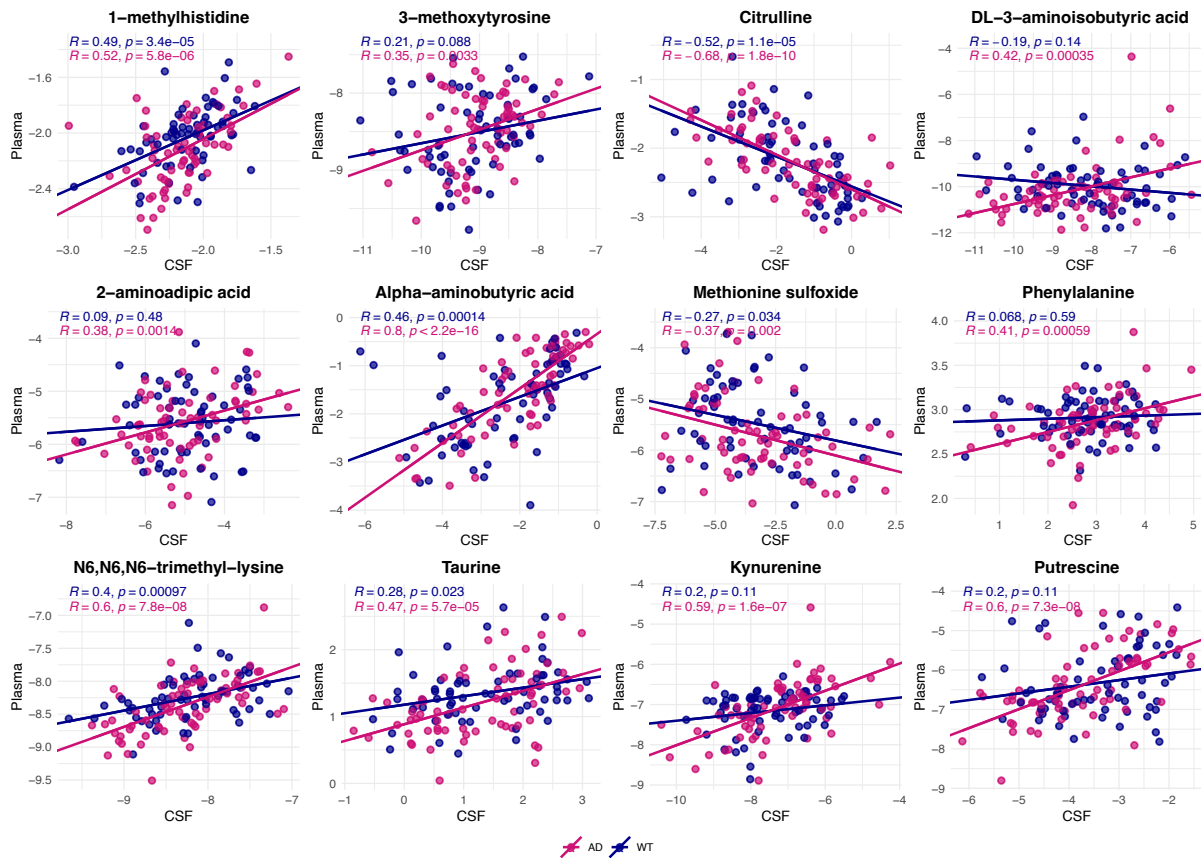 1−methylhistidine
R = 0.49, p = 3.4e−05
R = 0.52, p = 5.8e−06
Plasma
−1.6
−2.0
−2.4
−3.0 −2.5 −2.0 −1.5
CSF
3−methoxytyrosine
R = 0.21, p = 0.088
R = 0.35, p = 0.0033
Plasma
−8
−9
−11 −10 −9 −8 −7
CSF
Citrulline
R = −0.52, p = 1.1e−05
R = −0.68, p = 1.8e−10
Plasma
−1
−2
−3
−4 −2 0
CSF
DL−3−aminoisobutyric acid
R = −0.19, p = 0.14
R = 0.42, p = 0.00035
Plasma
−4
−6
−8
−10
−12
−11 −10 −9 −8 −7 −6
CSF
2−aminoadipic acid
R = 0.09, p = 0.48
R = 0.38, p = 0.0014
Plasma
−4
−5
−6
−7
−8 −6 −4
CSF
Alpha−aminobutyric acid
R = 0.46, p = 0.00014
R = 0.8, p < 2.2e−16
Plasma
0
−1
−2
−3
−4
−6 −4 −2 0
CSF
Methionine sulfoxide
R = −0.27, p = 0.034
R = −0.37, p = 0.002
Plasma
−4
−5
−6
−7
−7.5 −5.0 −2.5 0.0 2.5
CSF
Phenylalanine
R = 0.068, p = 0.59
R = 0.41, p = 0.00059
Plasma
4.0
3.5
3.0
2.5
2.0
1 2 3 4 5
CSF
N6,N6,N6−trimethyl−lysine
R = 0.4, p = 0.00097
R = 0.6, p = 7.8e−08
Plasma
−7.0
−7.5
−8.0
−8.5
−9.0
−9.5
−9 −8 −7
CSF
Taurine
R = 0.28, p = 0.023
R = 0.47, p = 5.7e−05
Plasma
2
1
0
−1 0 1 2 3
CSF
Kynurenine
R = 0.2, p = 0.11
R = 0.59, p = 1.6e−07
Plasma
−4
−5
−6
−7
−8
−9
−10 −8 −6 −4
CSF
Putrescine
R = 0.2, p = 0.11
R = 0.6, p = 7.3e−08
Plasma
−4
−5
−6
−7
−8
−9
−6 −5 −4 −3 −2
CSF
AD WT